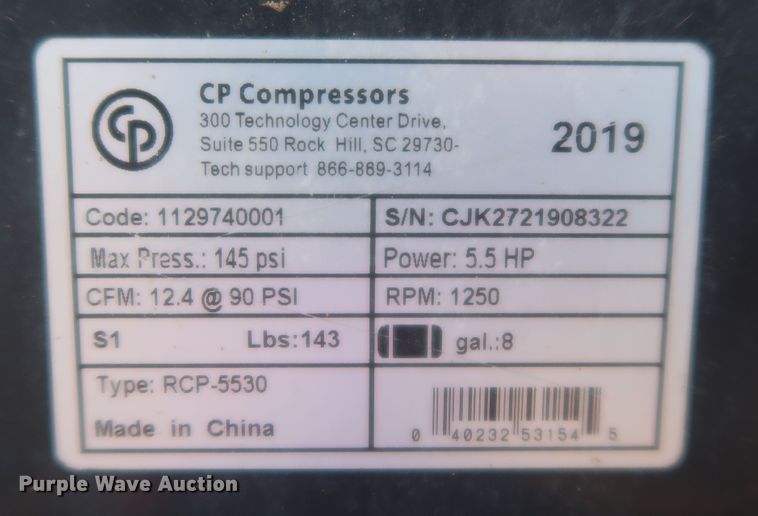 CP
CP Compressors
300 Technology Center Drive,
Suite 550 Rock Hill, SC 29730-
Tech support 866-889-3114
2019
Code: 1129740001
S/N: CJK2721908322
Max Press.: 145 psi
Power: 5.5 HP
CFM: 12.4 @ 90 PSI
RPM: 1250
S1 Lbs:143
gal.:8
Type: RCP-5530
Made in China
0 40232 53154 5
Purple Wave Auction